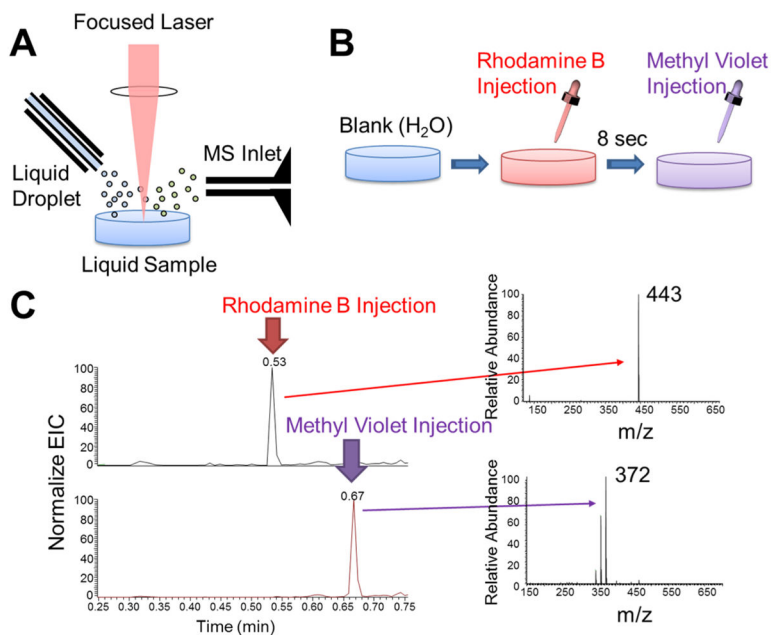 A
Focused Laser
Liquid
Droplet
MS Inlet
Liquid Sample
B
Rhodamine B
Injection
Methyl Violet
Injection
Blank (H₂O)
8 sec
C
Rhodamine B Injection
0.53
100
80
60
40
20
0
Methyl Violet Injection
0.67
100
80
60
40
20
0
Normalize EIC
0.25 0.30 0.35 0.40 0.45 0.50 0.55 0.60 0.65 0.70 0.75
Time (min)
443
Relative Abundance
100
80
60
40
20
0
150 250 350 450 550 650
m/z
372
Relative Abundance
100
80
60
40
20
0
150 250 350 450 550 650
m/z